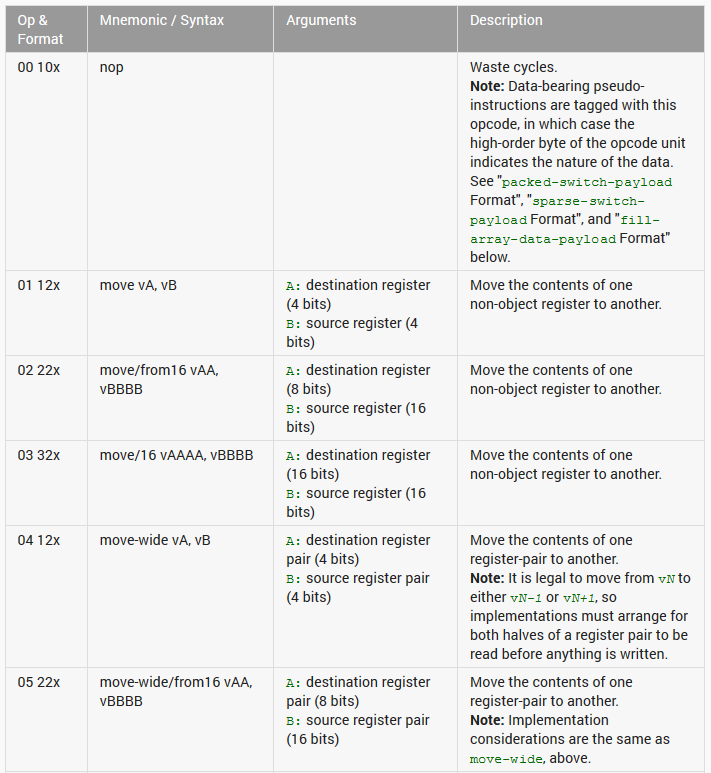 Op & Format Mnemonic / Syntax Arguments Description
00 10x nop Waste cycles.
Note: Data-bearing pseudo-
instructions are tagged with this
opcode, in which case the
high-order byte of the opcode unit
indicates the nature of the data.
See "packed-switch-payload
Format", "sparse-switch-
payload Format", and "fill-
array-data-payload Format"
below.
01 12x move vA, vB
A: destination register
(4 bits)
B: source register (4
bits)
Move the contents of one
non-object register to another.
02 22x move/from16 vAA,
vBBBB
A: destination register
(8 bits)
B: source register (16
bits)
Move the contents of one
non-object register to another.
03 32x move/16 vAAAA, vBBBB
A: destination register
(16 bits)
B: source register (16
bits)
Move the contents of one
non-object register to another.
04 12x move-wide vA, vB
A: destination register
pair (4 bits)
B: source register pair
(4 bits)
Move the contents of one
register-pair to another.
Note: It is legal to move from vN to
either vN-1 or vN+1, so
implementations must arrange for
both halves of a register pair to be
read before anything is written.
05 22x move-wide/from16 vAA,
vBBBB
A: destination register
pair (8 bits)
B: source register pair
(16 bits)
Move the contents of one
register-pair to another.
Note: Implementation
considerations are the same as
move-wide, above.